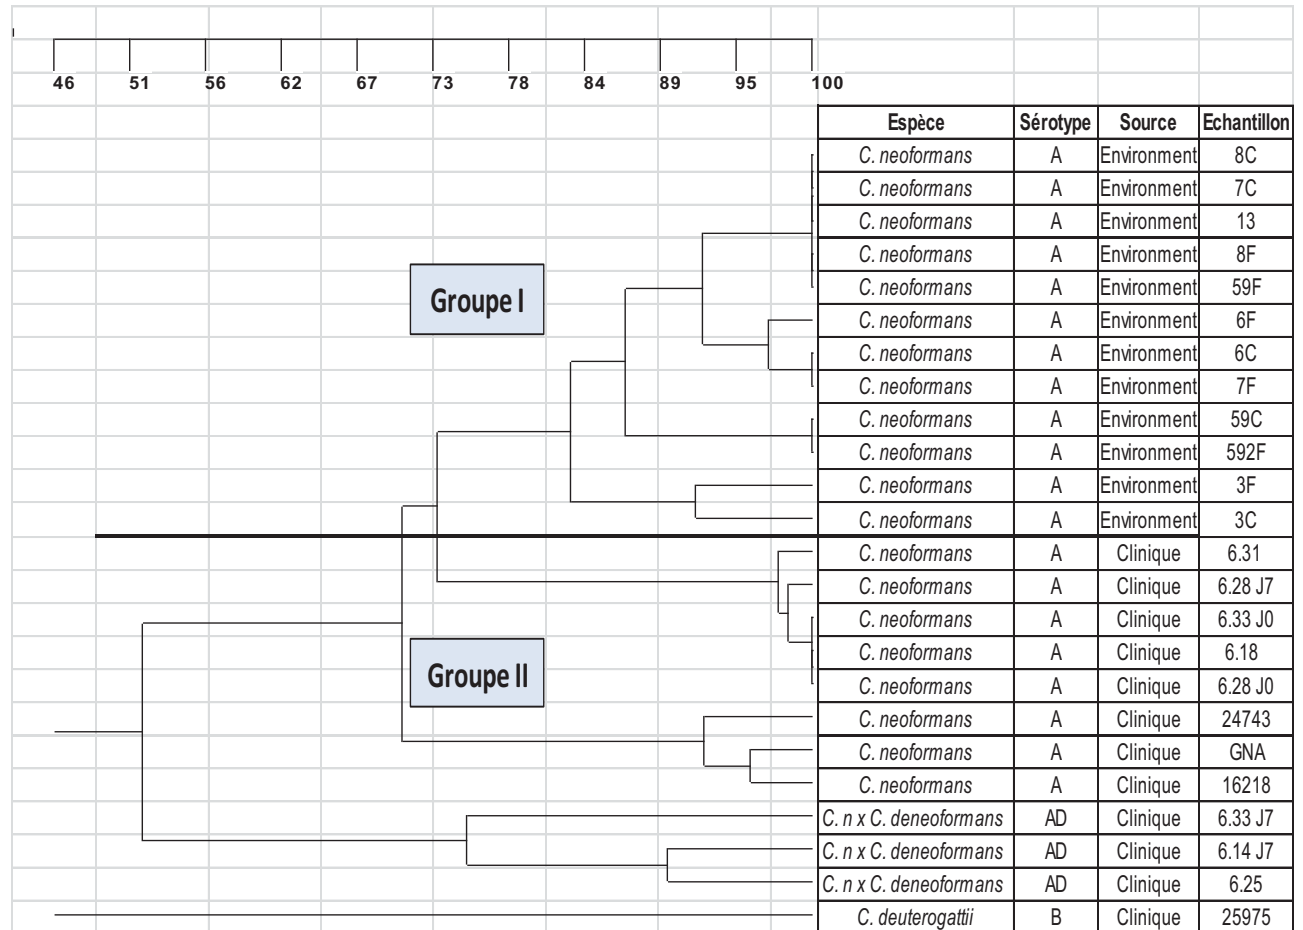 46 51 56 62 67 73 78 84 89 95 100
Espèce Sérotype Source Echantillon
C. neoformans A Environment 8C
C. neoformans A Environment 7C
C. neoformans A Environment 13
C. neoformans A Environment 8F
C. neoformans A Environment 59F
Groupe I
C. neoformans A Environment 6F
C. neoformans A Environment 6C
C. neoformans A Environment 7F
C. neoformans A Environment 59C
C. neoformans A Environment 592F
C. neoformans A Environment 3F
C. neoformans A Environment 3C
C. neoformans A Clinique 6.31
C. neoformans A Clinique 6.28 J7
C. neoformans A Clinique 6.33 J0
C. neoformans A Clinique 6.18
Groupe II
C. neoformans A Clinique 6.28 J0
C. neoformans A Clinique 24743
C. neoformans A Clinique GNA
C. neoformans A Clinique 16218
C. n x C. deneoformans AD Clinique 6.33 J7
C. n x C. deneoformans AD Clinique 6.14 J7
C. n x C. deneoformans AD Clinique 6.25
C. deuterogattii B Clinique 25975